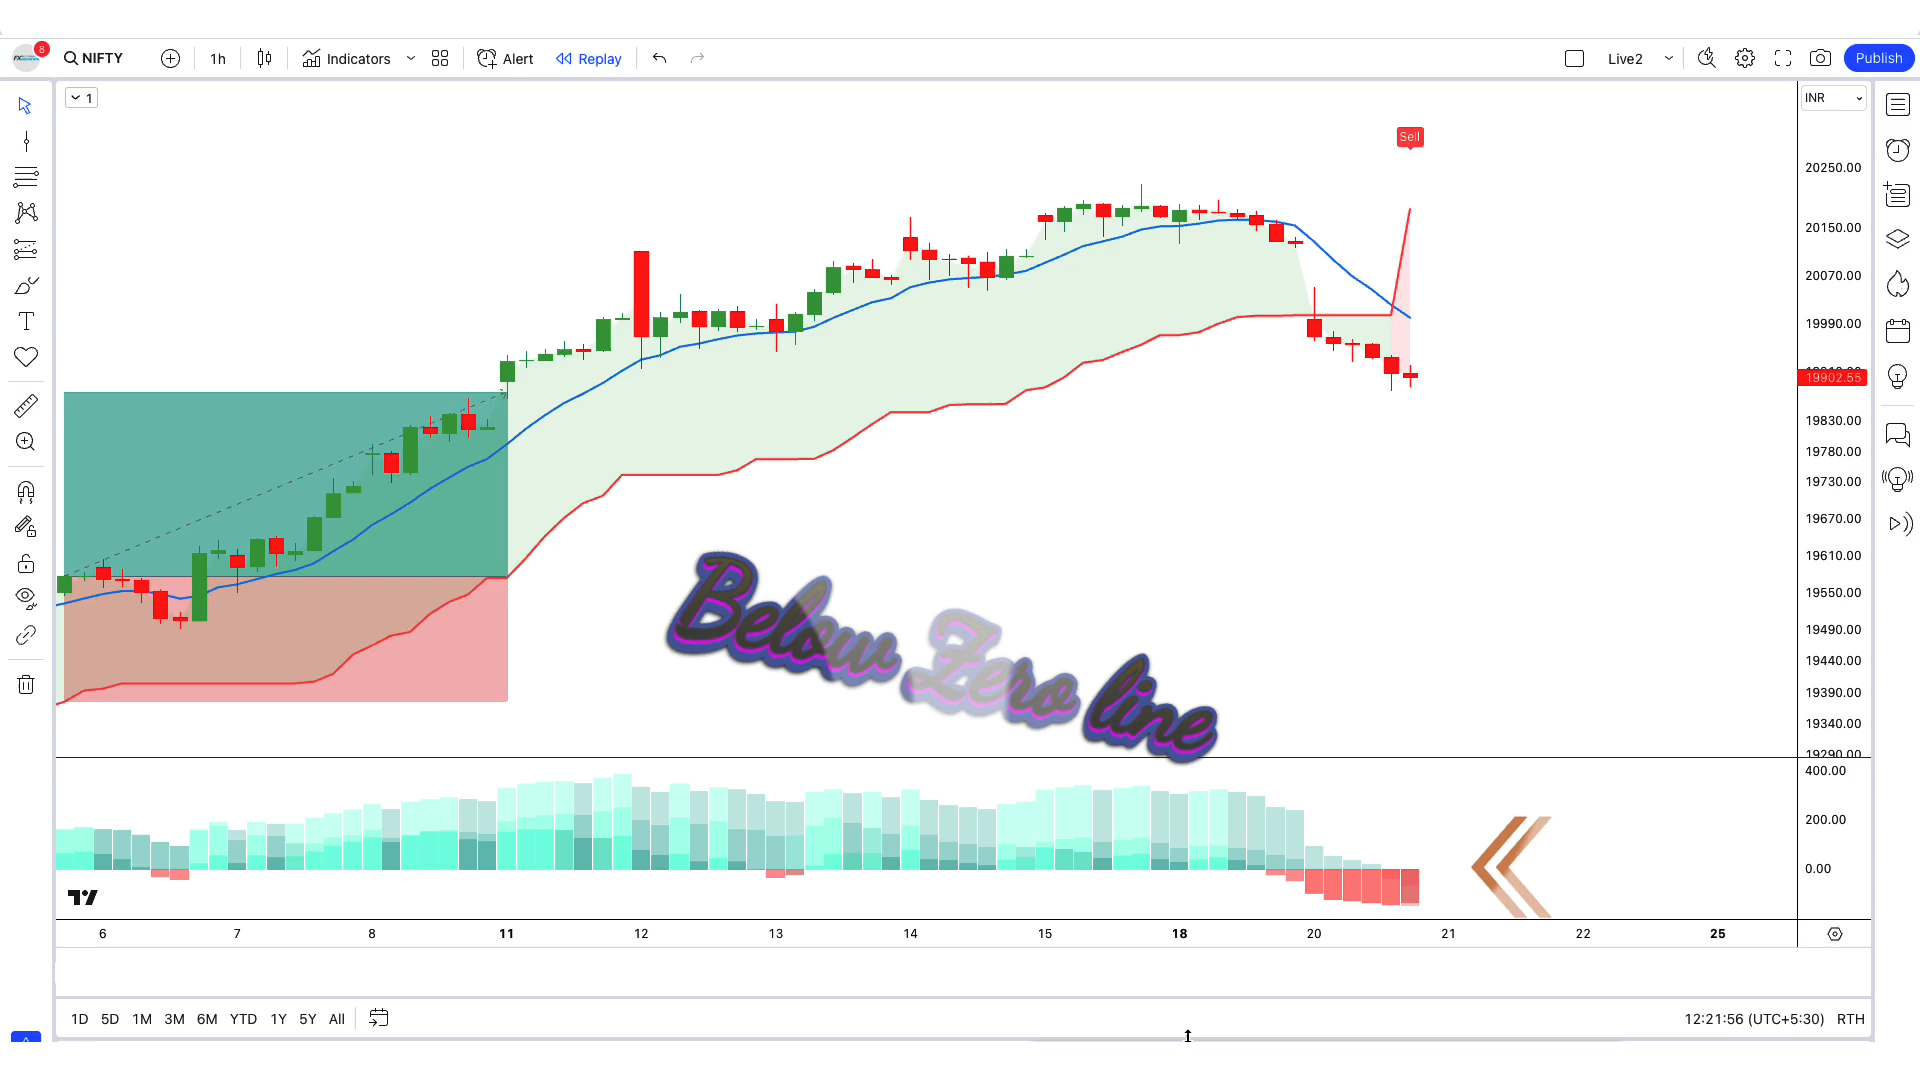 8
NIFTY
1h
Indicators
Alert
Replay
Live2
Publish
1
INR
Sell
20250.00
20150.00
20070.00
19990.00
19902.55
19830.00
19780.00
19730.00
19670.00
19610.00
19550.00
19490.00
19440.00
19390.00
19340.00
19290.00
Below Zero line
400.00
200.00
0.00
6 7 8 11 12 13 14 15 18 20 21 22 25
1D 5D 1M 3M 6M YTD 1Y 5Y All
12:21:56 (UTC+5:30) RTH